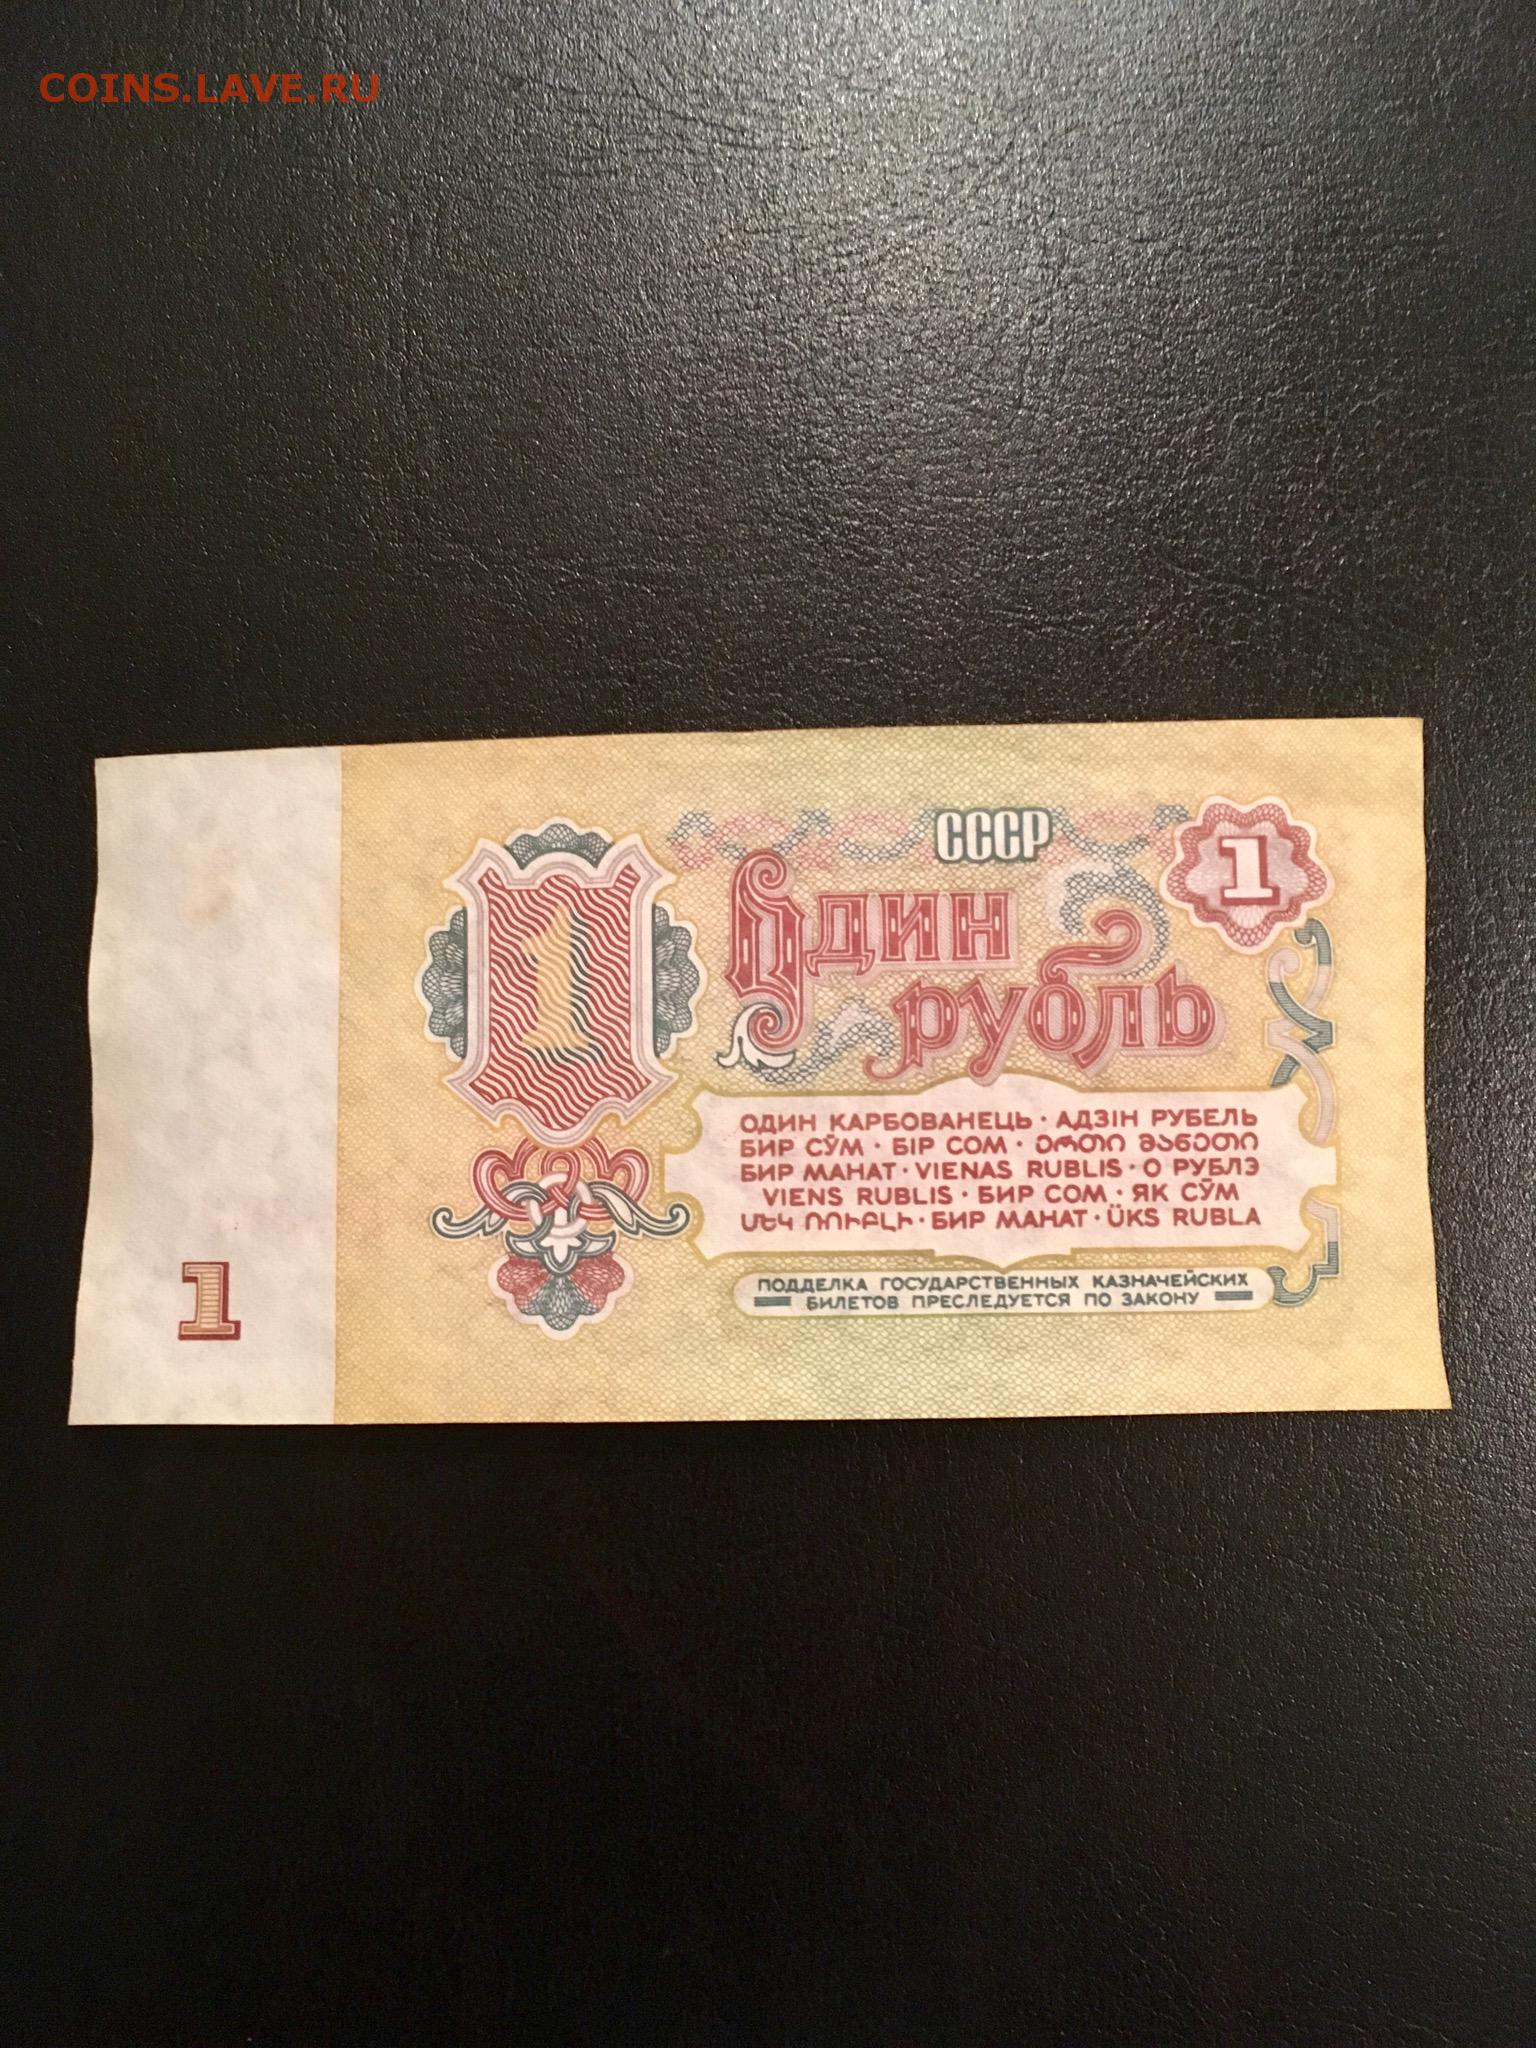 COINS.LAVE.RU
СССР
1
1
Один
рубль
ОДИН КАРБОВАНЕЦЬ · АДЗІН РУБЕЛЬ
БИР СЎМ · БІР СОМ · ᲔᲠᲗᲘ ᲛᲐᲜᲔᲗᲘ
БИР МАНАТ · VIENAS RUBLIS · О РУБЛЭ
VIENS RUBLIS · БИР СОМ · ЯК СӮМ
ՄԵԿ ՌՈՒԲԼԻ · БИР МАНАТ · ÜKS RUBLA
ПОДДЕЛКА ГОСУДАРСТВЕННЫХ КАЗНАЧЕЙСКИХ
БИЛЕТОВ ПРЕСЛЕДУЕТСЯ ПО ЗАКОНУ
1